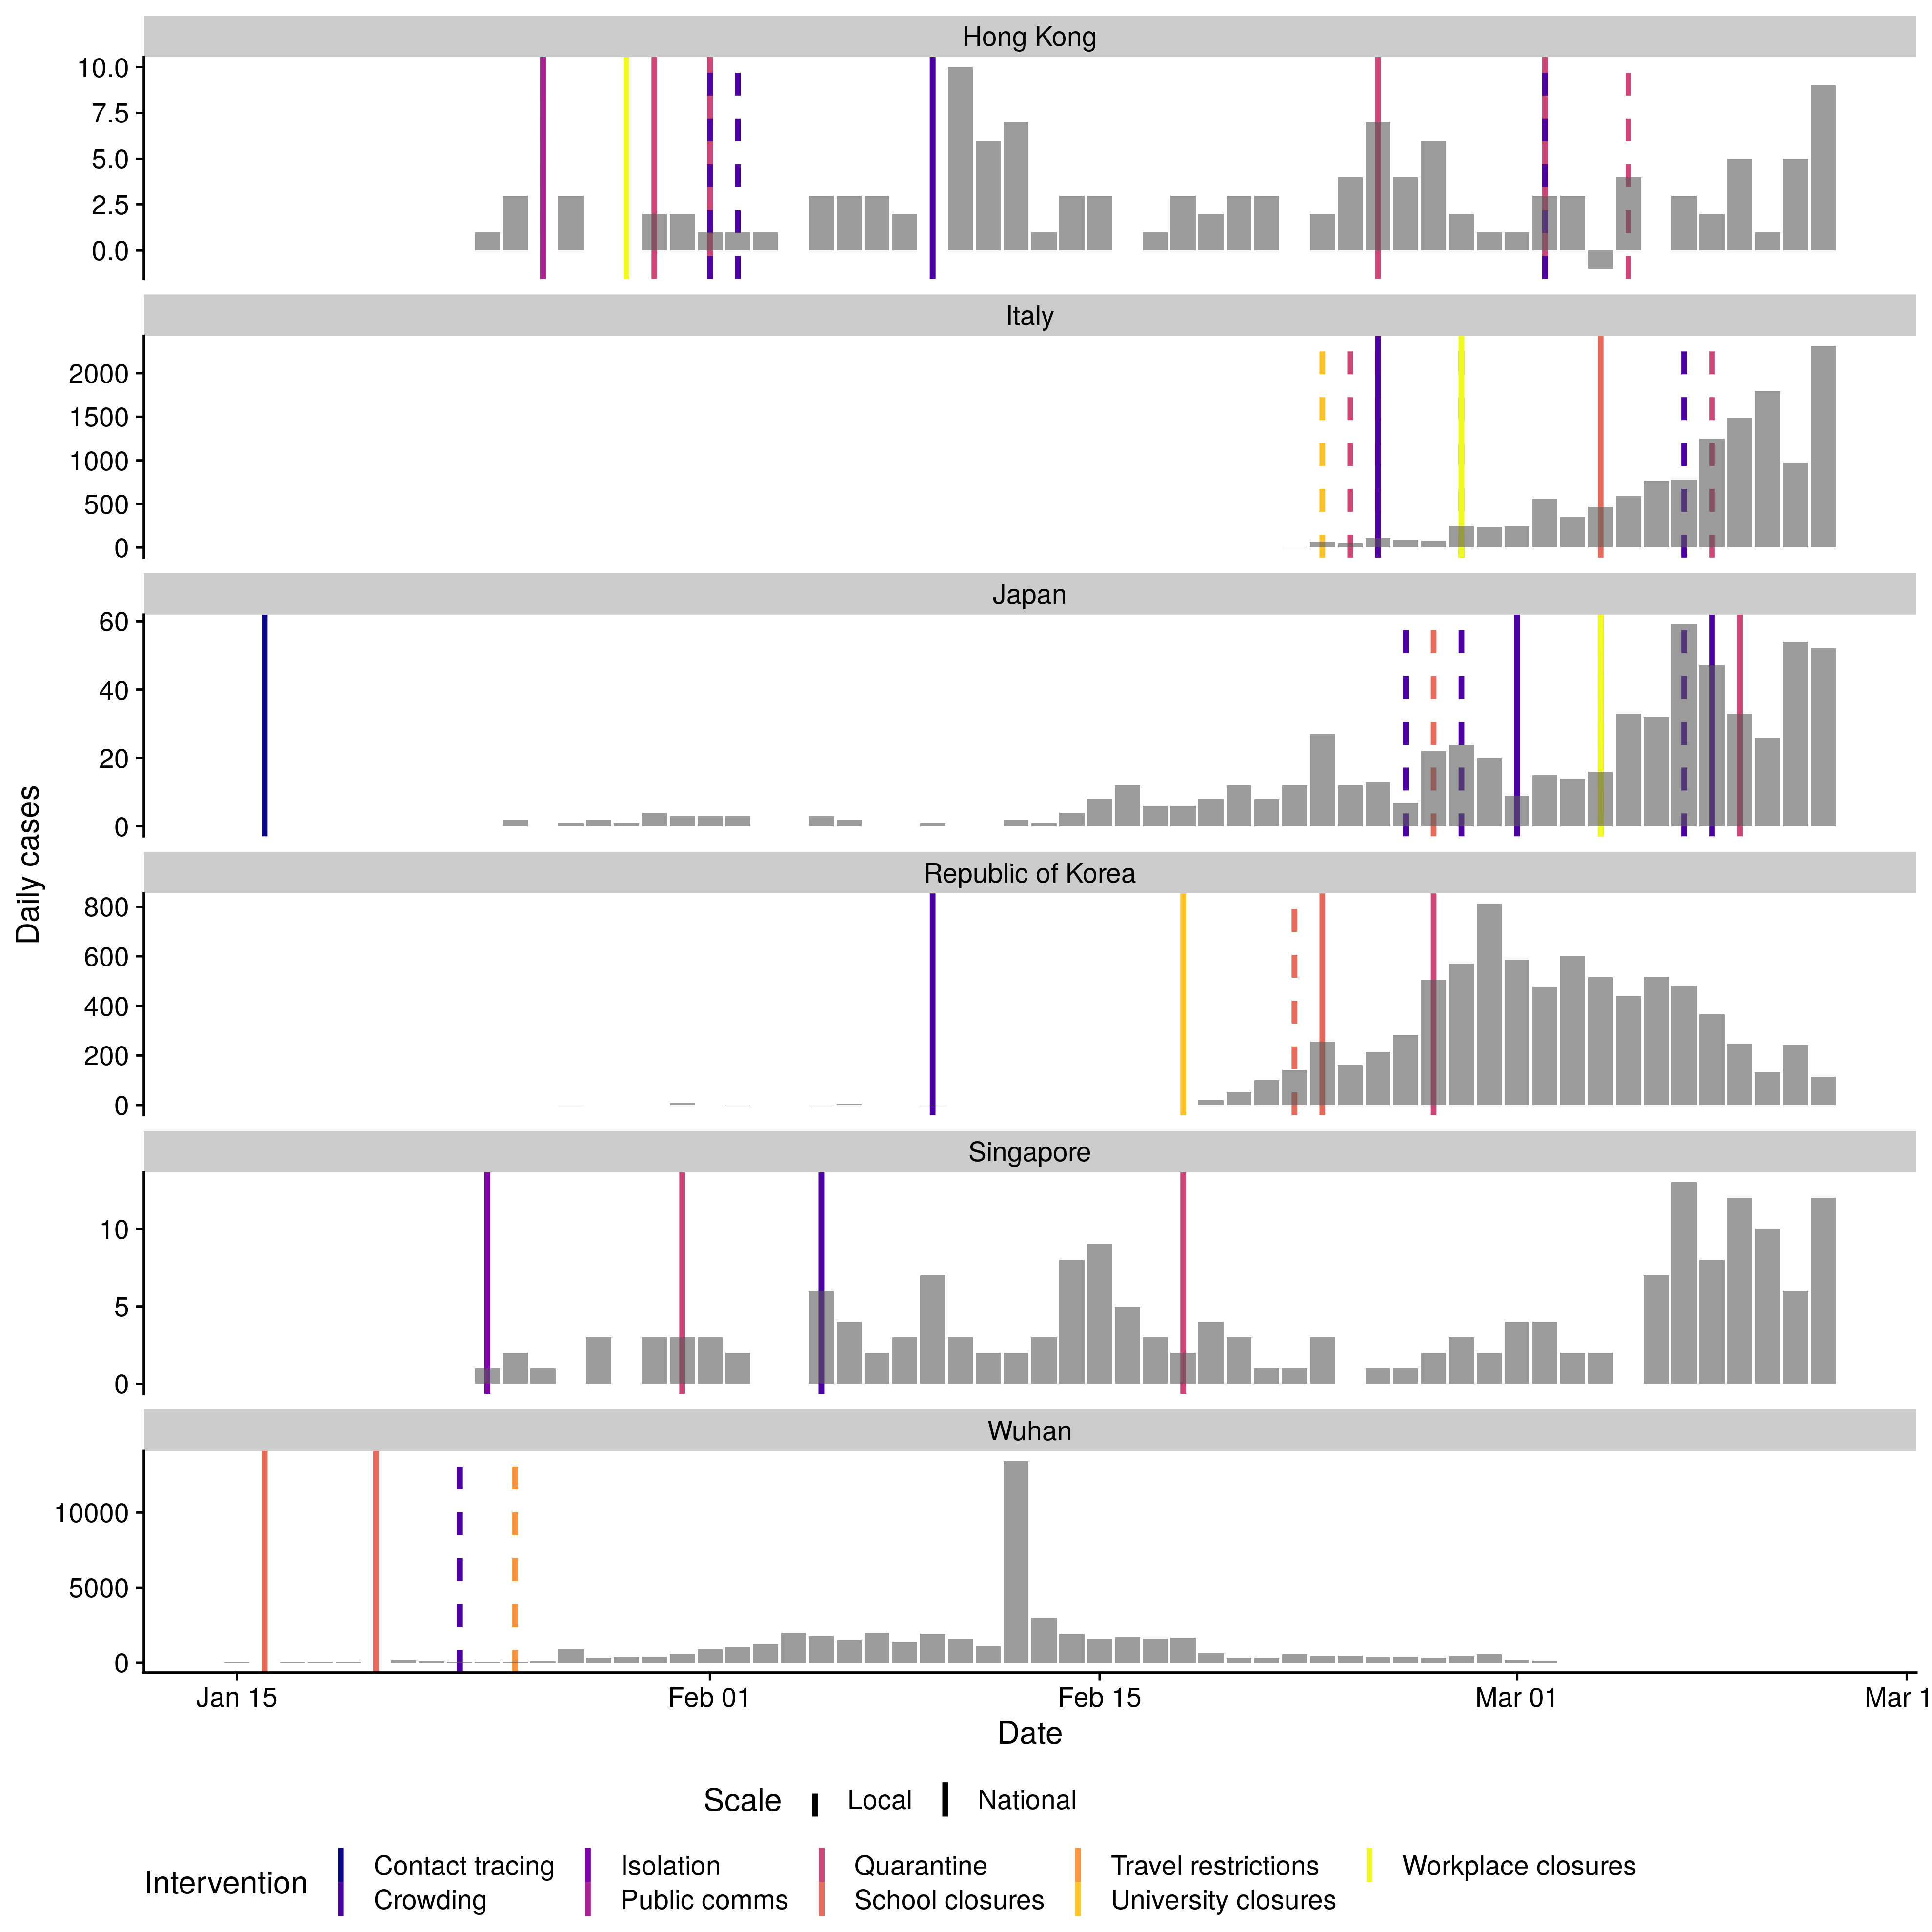 Hong Kong
10.0
7.5
5.0
2.5
0.0
Italy
2000
1500
1000
500
0
Japan
60
40
20
0
Daily cases
Republic of Korea
800
600
400
200
0
Singapore
10
5
0
Wuhan
10000
5000
0
Jan 15 Feb 01 Feb 15 Mar 01 Mar 1
Date
Scale Local National
Intervention
Contact tracing Isolation Quarantine Travel restrictions Workplace closures
Crowding Public comms School closures University closures